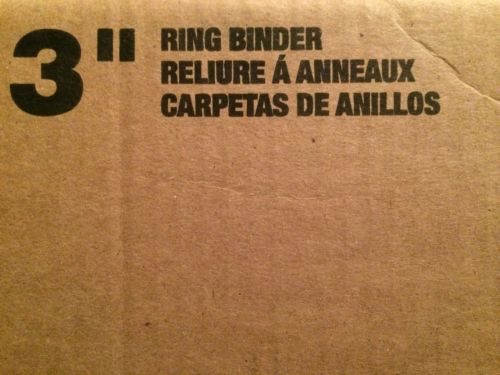 3" RING BINDER
RELIURE Á ANNEAUX
CARPETAS DE ANILLOS